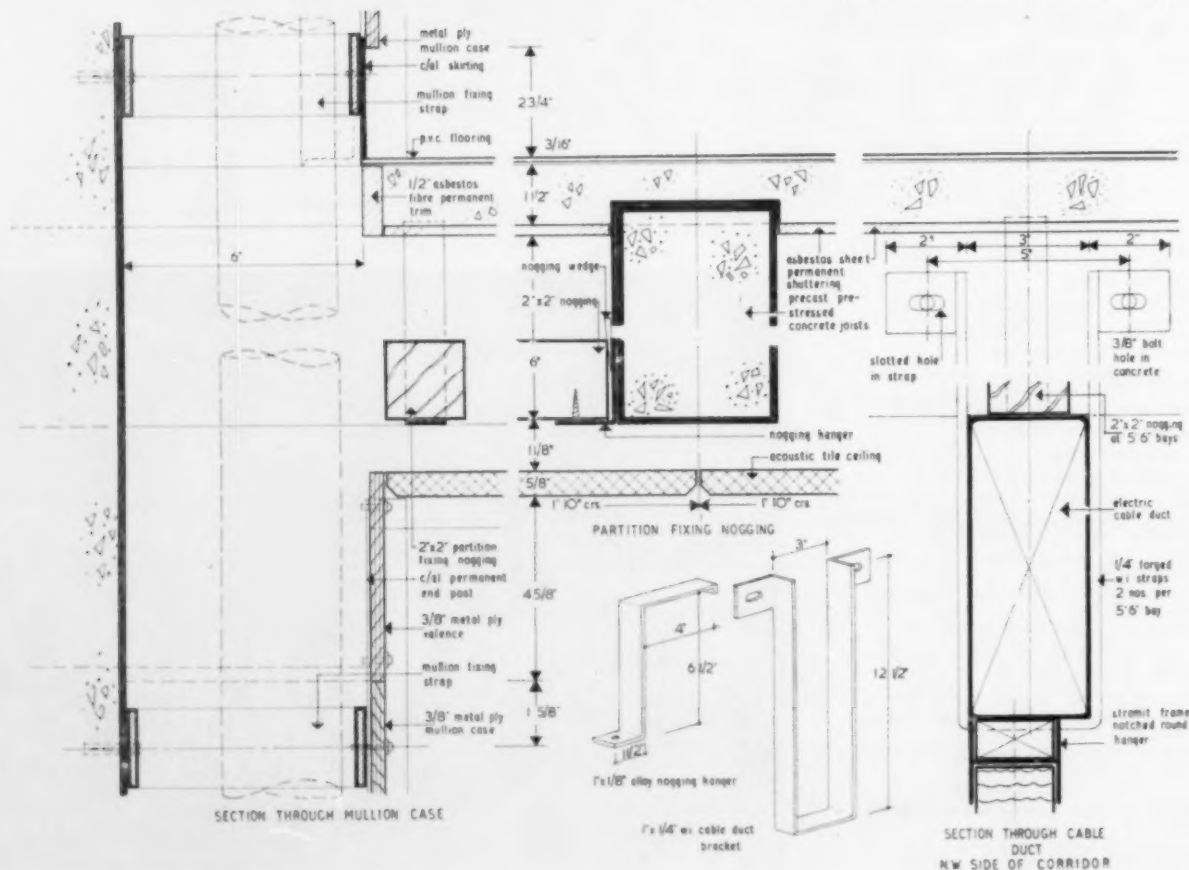 metal ply
mullion case
c/al skirting
mullion fixing
strap
p.v.c. flooring
1/2" asbestos
fibre permanent
trim
6"
2 3/4"
3/16"
1 1/2"
nogging wedge
2"x2" nogging
6"
1 1/8"
5/8"
asbestos sheet
permanent
shuttering
precast pre-
stressed
concrete joists
nogging hanger
acoustic tile ceiling
1' 10" crs.
1' 10" crs
PARTITION FIXING NOGGING
2"x2" partition
fixing nogging
c/al permanent
end post
3/8" metal ply
valence
mullion fixing
strap
3/8" metal ply
mullion case
4 5/8"
1 5/8"
SECTION THROUGH MULLION CASE
4"
6 1/2"
1 1/2"
1"x 1/8" alloy nogging hanger
3"
12 1/2"
1"x 1/4" w.i cable duct
bracket
2"
3"
2"
5"
slotted hole
in strap
3/8" bolt
hole in
concrete
2"x 2" nogging
at 5' 6" bays
electric
cable duct
1/4" forged
w.i straps
2 nos. per
5'6" bay
stramit frame
notched round
hanger
SECTION THROUGH CABLE
DUCT
N.W. SIDE OF CORRIDOR